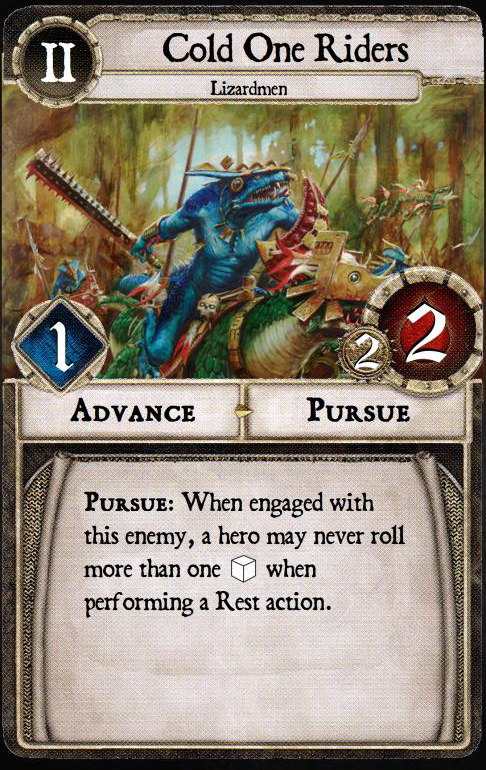 II
Cold One Riders
Lizardmen
1
2
2
ADVANCE
PURSUE
PURSUE: When engaged with
this enemy, a hero may never roll
more than one when
performing a Rest action.